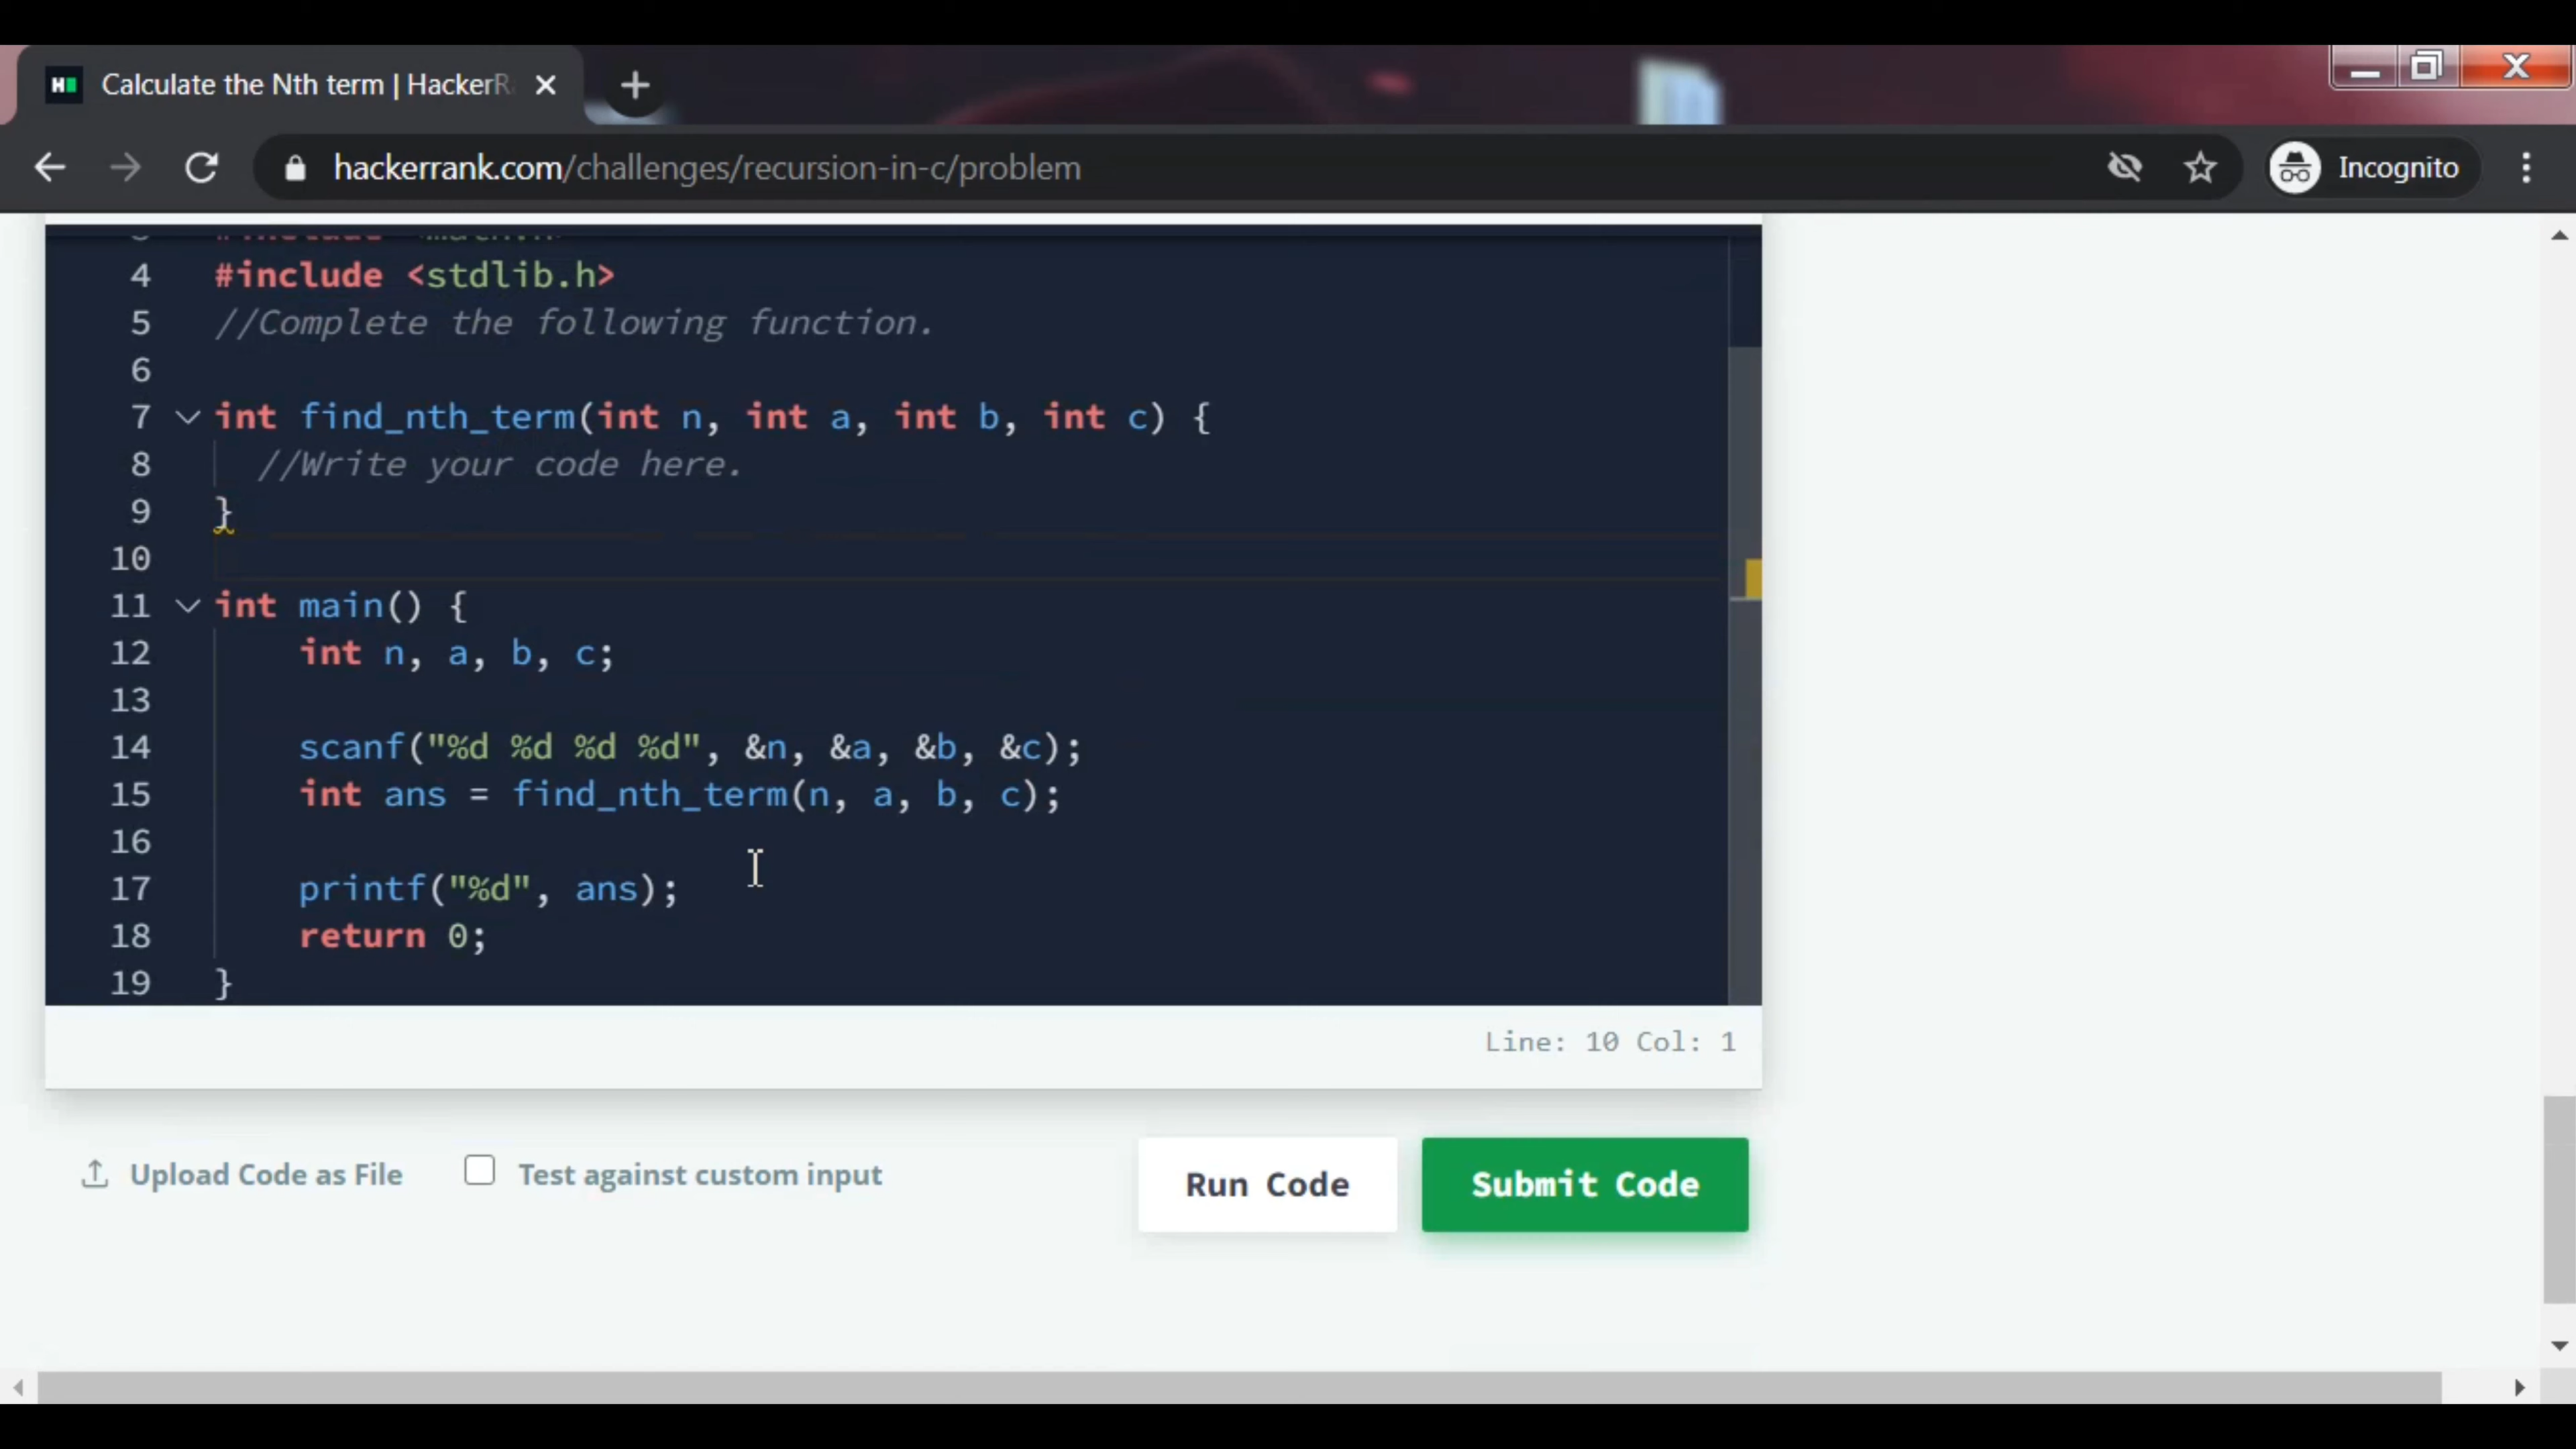 Calculate the Nth term | HackerR
hackerrank.com/challenges/recursion-in-c/problem
Incognito
4 #include <stdlib.h>
5 //Complete the following function.
6
7 int find_nth_term(int n, int a, int b, int c) {
8 //Write your code here.
9 }
10
11 int main() {
12 int n, a, b, c;
13
14 scanf("%d %d %d %d", &n, &a, &b, &c);
15 int ans = find_nth_term(n, a, b, c);
16
17 printf("%d", ans);
18 return 0;
19 }
Line: 10 Col: 1
Upload Code as File
Test against custom input
Run Code
Submit Code